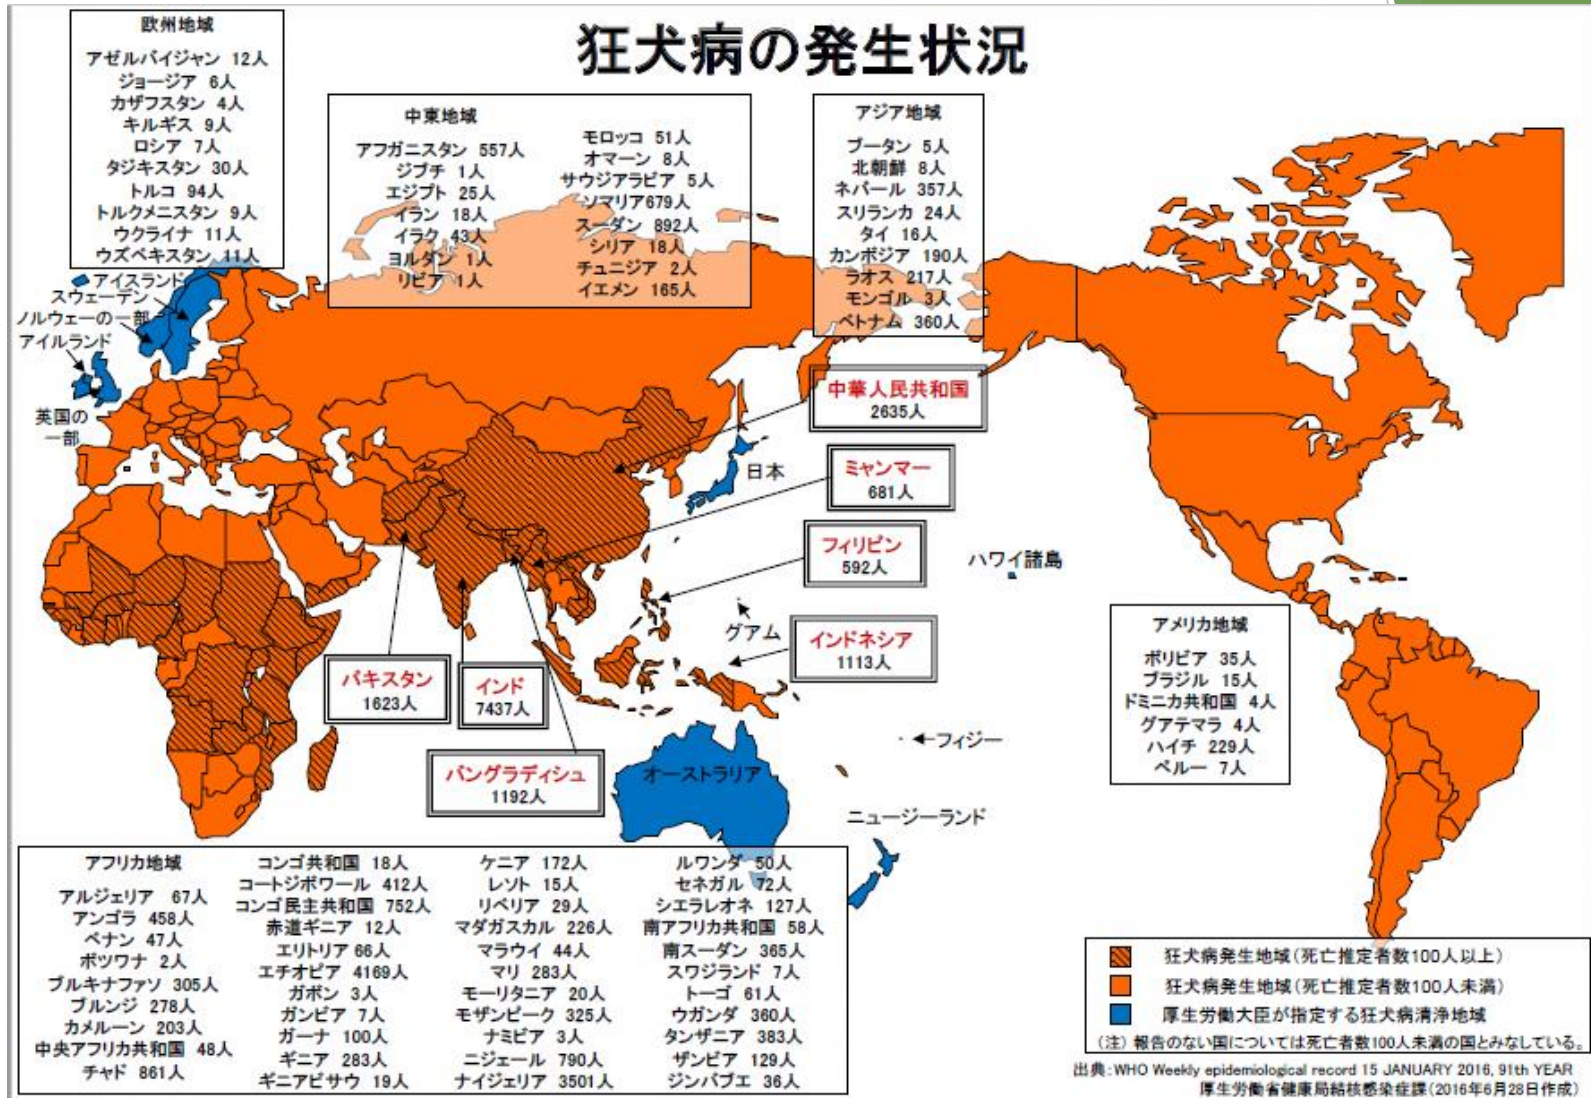 狂犬病の発生状況
欧州地域
アゼルバイジャン 12人
ジョージア 6人
カザフスタン 4人
キルギス 9人
ロシア 7人
タジキスタン 30人
トルコ 94人
トルクメニスタン 9人
ウクライナ 11人
ウズベキスタン 11人
中東地域
アフガニスタン 557人
ジブチ 1人
エジプト 25人
イラン 18人
イラク 43人
ヨルダン 1人
リビア 1人
モロッコ 51人
オマーン 8人
サウジアラビア 5人
ソマリア679人
スーダン 892人
シリア 18人
チュニジア 2人
イエメン 165人
アジア地域
ブータン 5人
北朝鮮 8人
ネパール 357人
スリランカ 24人
タイ 16人
カンボジア 190人
ラオス 217人
モンゴル 3人
ベトナム 360人
アイスランド
スウェーデン
ノルウェーの一部
アイルランド
英国の
一部
中華人民共和国
2635人
日本
ミャンマー
681人
フィリピン
592人
ハワイ諸島
グアム
インドネシア
1113人
パキスタン
1623人
インド
7437人
バングラディシュ
1192人
オーストラリア
フィジー
ニュージーランド
アメリカ地域
ボリビア 35人
ブラジル 15人
ドミニカ共和国 4人
グアテマラ 4人
ハイチ 229人
ペルー 7人
アフリカ地域
アルジェリア 67人
アンゴラ 458人
ベナン 47人
ボツワナ 2人
ブルキナファソ 305人
ブルンジ 278人
カメルーン 203人
中央アフリカ共和国 48人
チャド 861人
コンゴ共和国 18人
コートジボワール 412人
コンゴ民主共和国 752人
赤道ギニア 12人
エリトリア 66人
エチオピア 4169人
ガボン 3人
ガンビア 7人
ガーナ 100人
ギニア 283人
ギニアビサウ 19人
ケニア 172人
レソト 15人
リベリア 29人
マダガスカル 226人
マラウイ 44人
マリ 283人
モーリタニア 20人
モザンビーク 325人
ナミビア 3人
ニジェール 790人
ナイジェリア 3501人
ルワンダ 50人
セネガル 72人
シエラレオネ 127人
南アフリカ共和国 58人
南スーダン 365人
スワジランド 7人
トーゴ 61人
ウガンダ 360人
タンザニア 383人
ザンビア 129人
ジンバブエ 36人
狂犬病発生地域(死亡推定者数100人以上)
狂犬病発生地域(死亡推定者数100人未満)
厚生労働大臣が指定する狂犬病清浄地域
(注) 報告のない国については死亡者数100人未満の国とみなしている。
出典:WHO Weekly epidemiological record 15 JANUARY 2016, 91th YEAR
厚生労働省健康局結核感染症課(2016年6月28日作成)